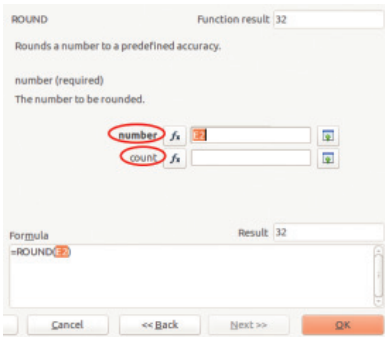 ROUND Function result 32
Rounds a number to a predefined accuracy.
number (required)
The number to be rounded.
number fx E2
count fx
Formula Result 32
=ROUND(E2)
Cancel << Back Next >> OK